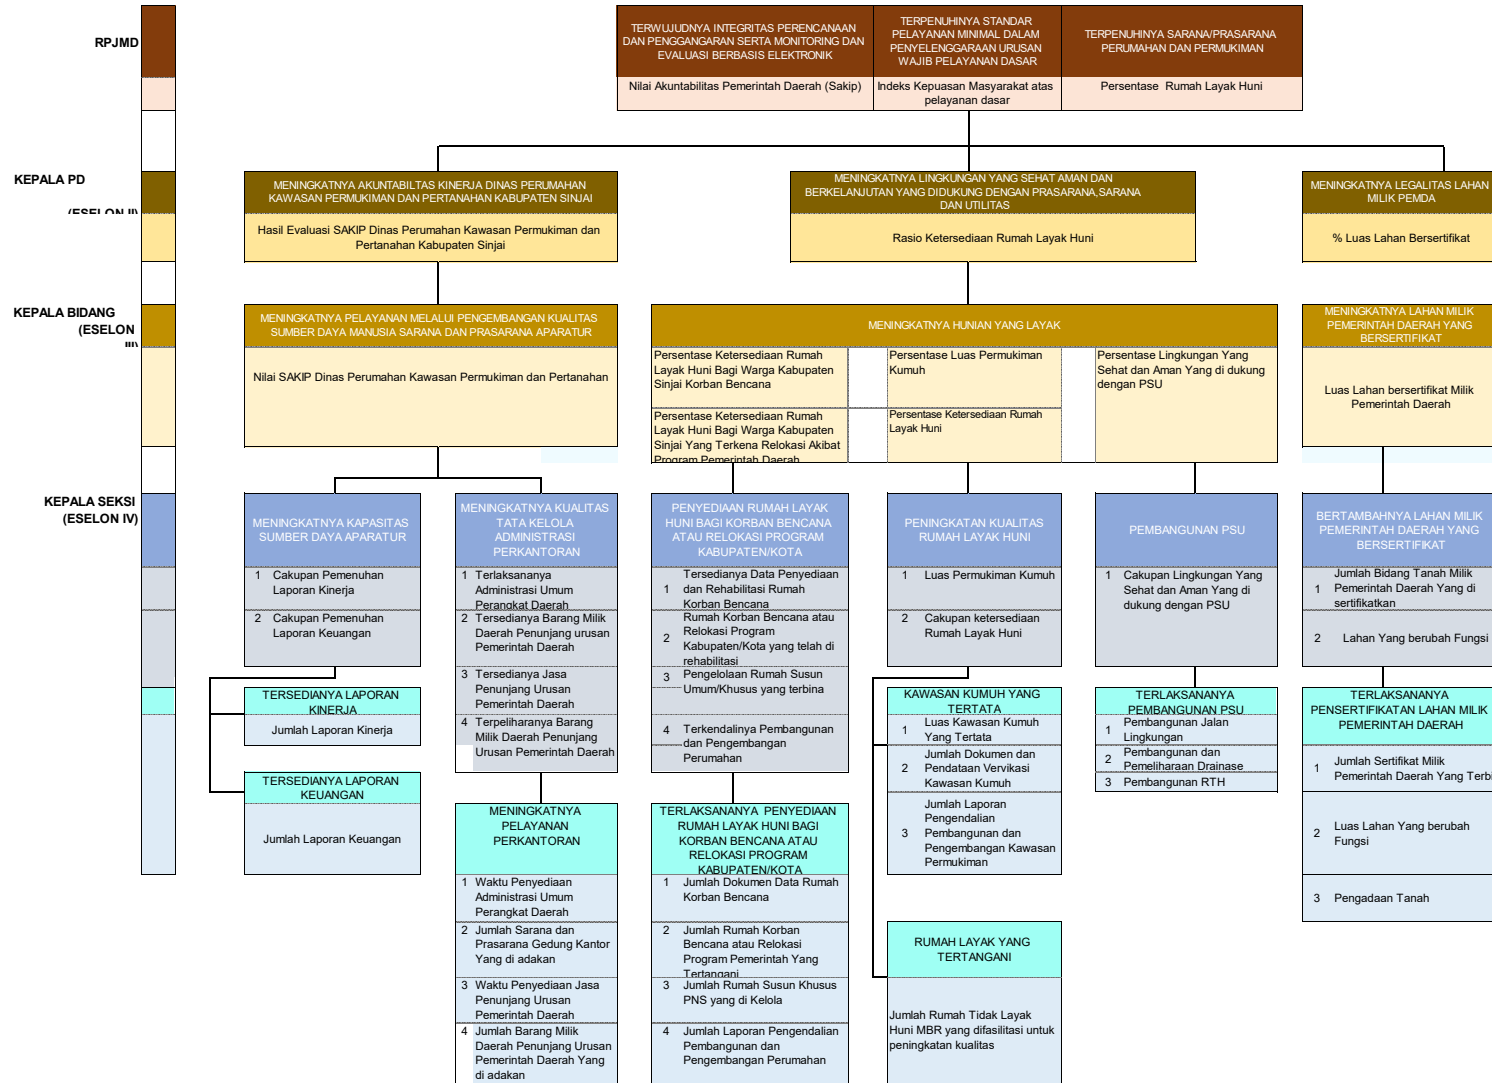 RPJMD
TERWUJUDNYA INTEGRITAS PERENCANAAN
DAN PENGGANGARAN SERTA MONITORING DAN
EVALUASI BERBASIS ELEKTRONIK
TERPENUHINYA STANDAR
PELAYANAN MINIMAL DALAM
PENYELENGGARAAN URUSAN
WAJIB PELAYANAN DASAR
TERPENUHINYA SARANA/PRASARANA
PERUMAHAN DAN PERMUKIMAN
Nilai Akuntabilitas Pemerintah Daerah (Sakip)
Indeks Kepuasan Masyarakat atas
pelayanan dasar
Persentase Rumah Layak Huni
KEPALA PD
(ESELON II)
MENINGKATNYA AKUNTABILTAS KINERJA DINAS PERUMAHAN
KAWASAN PERMUKIMAN DAN PERTANAHAN KABUPATEN SINJAI
MENINGKATNYA LINGKUNGAN YANG SEHAT AMAN DAN
BERKELANJUTAN YANG DIDUKUNG DENGAN PRASARANA,SARANA
DAN UTILITAS
MENINGKATNYA LEGALITAS LAHAN
MILIK PEMDA
Hasil Evaluasi SAKIP Dinas Perumahan Kawasan Permukiman dan
Pertanahan Kabupaten Sinjai
Rasio Ketersediaan Rumah Layak Huni
% Luas Lahan Bersertifikat
KEPALA BIDANG
(ESELON
III)
MENINGKATNYA PELAYANAN MELALUI PENGEMBANGAN KUALITAS
SUMBER DAYA MANUSIA SARANA DAN PRASARANA APARATUR
MENINGKATNYA HUNIAN YANG LAYAK
MENINGKATNYA LAHAN MILIK
PEMERINTAH DAERAH YANG
BERSERTIFIKAT
Nilai SAKIP Dinas Perumahan Kawasan Permukiman dan Pertanahan
Persentase Ketersediaan Rumah
Layak Huni Bagi Warga Kabupaten
Sinjai Korban Bencana
Persentase Luas Permukiman
Kumuh
Persentase Lingkungan Yang
Sehat dan Aman Yang di dukung
dengan PSU
Luas Lahan bersertifikat Milik
Pemerintah Daerah
Persentase Ketersediaan Rumah
Layak Huni Bagi Warga Kabupaten
Sinjai Yang Terkena Relokasi Akibat
Program Pemerintah Daerah
Persentase Ketersediaan Rumah
Layak Huni
KEPALA SEKSI
(ESELON IV)
MENINGKATNYA KAPASITAS
SUMBER DAYA APARATUR
MENINGKATNYA KUALITAS
TATA KELOLA
ADMINISTRASI
PERKANTORAN
PENYEDIAAN RUMAH LAYAK
HUNI BAGI KORBAN BENCANA
ATAU RELOKASI PROGRAM
KABUPATEN/KOTA
PENINGKATAN KUALITAS
RUMAH LAYAK HUNI
PEMBANGUNAN PSU
BERTAMBAHNYA LAHAN MILIK
PEMERINTAH DAERAH YANG
BERSERTIFIKAT
1 Cakupan Pemenuhan
Laporan Kinerja
2 Cakupan Pemenuhan
Laporan Keuangan
1 Terlaksananya
Administrasi Umum
Perangkat Daerah
2 Tersedianya Barang Milik
Daerah Penunjang urusan
Pemerintah Daerah
3 Tersedianya Jasa
Penunjang Urusan
Pemerintah Daerah
4 Terpeliharanya Barang
Milik Daerah Penunjang
Urusan Pemerintah Daerah
Tersedianya Data Penyediaan
1 dan Rehabilitasi Rumah
Korban Bencana
Rumah Korban Bencana atau
2 Relokasi Program
Kabupaten/Kota yang telah di
rehabilitasi
3 Pengelolaan Rumah Susun
Umum/Khusus yang terbina
4 Terkendalinya Pembangunan
dan Pengembangan
Perumahan
1 Luas Permukiman Kumuh
2 Cakupan ketersediaan
Rumah Layak Huni
1 Cakupan Lingkungan Yang
Sehat dan Aman Yang di
dukung dengan PSU
Jumlah Bidang Tanah Milik
1 Pemerintah Daerah Yang di
sertifikatkan
2 Lahan Yang berubah Fungsi
TERSEDIANYA LAPORAN
KINERJA
Jumlah Laporan Kinerja
TERSEDIANYA LAPORAN
KEUANGAN
Jumlah Laporan Keuangan
MENINGKATNYA
PELAYANAN
PERKANTORAN
1 Waktu Penyediaan
Administrasi Umum
Perangkat Daerah
2 Jumlah Sarana dan
Prasarana Gedung Kantor
Yang di adakan
3 Waktu Penyediaan Jasa
Penunjang Urusan
Pemerintah Daerah
4 Jumlah Barang Milik
Daerah Penunjang Urusan
Pemerintah Daerah Yang
di adakan
TERLAKSANANYA PENYEDIAAN
RUMAH LAYAK HUNI BAGI
KORBAN BENCANA ATAU
RELOKASI PROGRAM
KABUPATEN/KOTA
1 Jumlah Dokumen Data Rumah
Korban Bencana
2 Jumlah Rumah Korban
Bencana atau Relokasi
Program Pemerintah Yang
Tertangani
3 Jumlah Rumah Susun Khusus
PNS yang di Kelola
4 Jumlah Laporan Pengendalian
Pembangunan dan
Pengembangan Perumahan
KAWASAN KUMUH YANG
TERTATA
1 Luas Kawasan Kumuh
Yang Tertata
Jumlah Dokumen dan
2 Pendataan Vervikasi
Kawasan Kumuh
Jumlah Laporan
Pengendalian
3 Pembangunan dan
Pengembangan Kawasan
Permukiman
RUMAH LAYAK YANG
TERTANGANI
Jumlah Rumah Tidak Layak
Huni MBR yang difasilitasi untuk
peningkatan kualitas
TERLAKSANANYA
PEMBANGUNAN PSU
1 Pembangunan Jalan
Lingkungan
2 Pembangunan dan
Pemeliharaan Drainase
3 Pembangunan RTH
TERLAKSANANYA
PENSERTIFIKATAN LAHAN MILIK
PEMERINTAH DAERAH
1 Jumlah Sertifikat Milik
Pemerintah Daerah Yang Terbi
2 Luas Lahan Yang berubah
Fungsi
3 Pengadaan Tanah